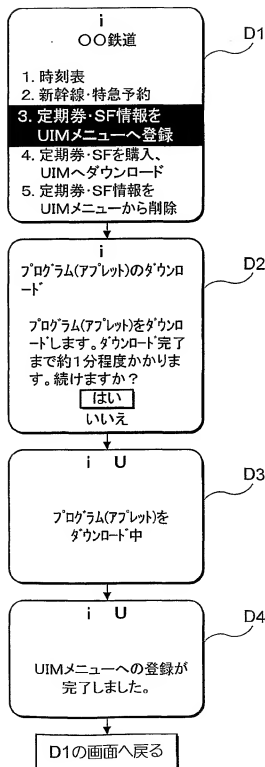 i
D1
○○鉄道
1. 時刻表
2. 新幹線・特急予約
3. 定期券・SF情報を
UIMメニューへ登録
4. 定期券・SFを購入、
UIMへダウンロード
5. 定期券・SF情報を
UIMメニューから削除
i
D2
プログラム(アプレット)のダウンロ
ード
プログラム(アプレット)をダウンロ
ードします。ダウンロード完了
まで約1分程度かかりま
す。続けますか?
はい
いいえ
i U
D3
プログラム(アプレット)を
ダウンロード中
i U
D4
UIMメニューへの登録が
完了しました。
D1の画面へ戻る